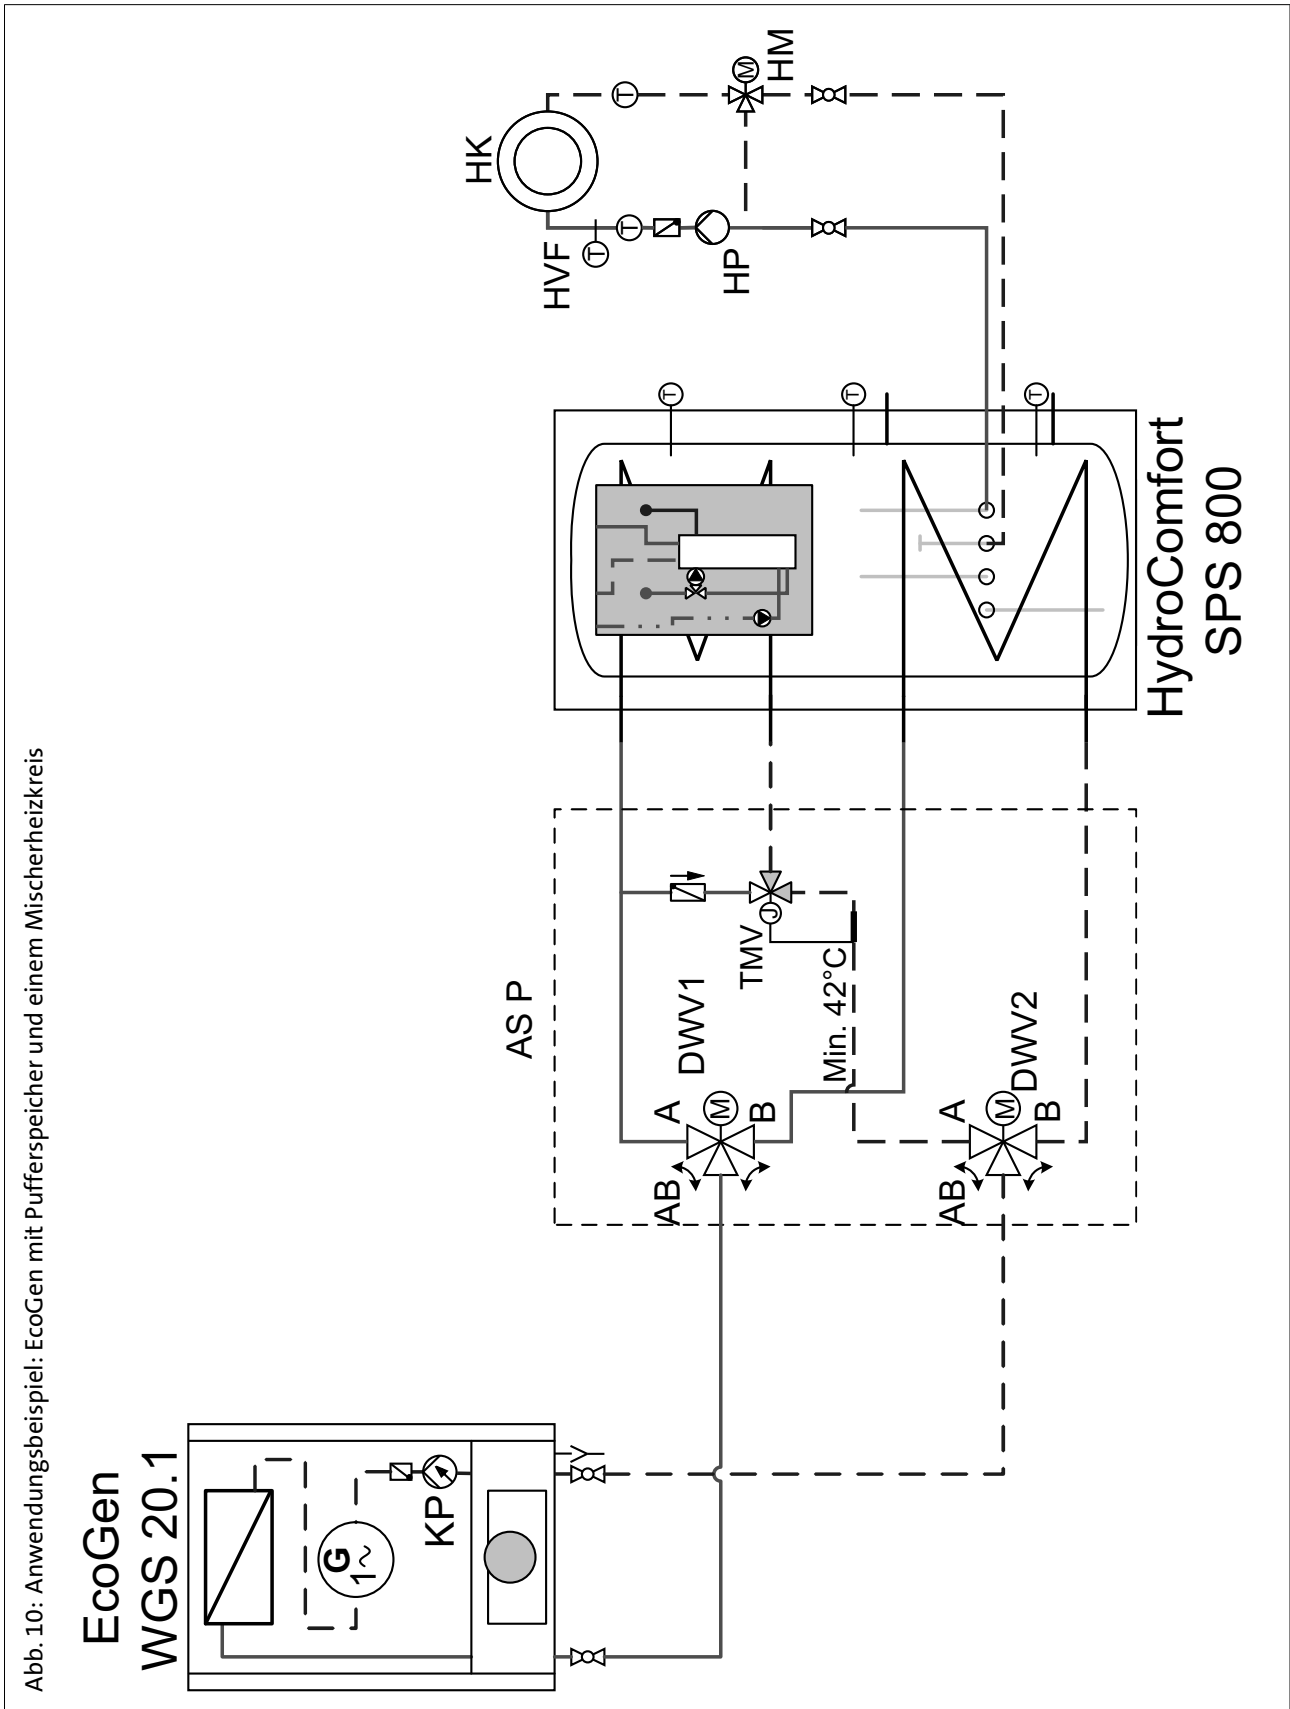 Abb. 10: Anwendungsbeispiel: EcoGen mit Pufferspeicher und einem Mischerheizkreis
EcoGen
WGS 20.1
G
1~
KP
AS P
AB
A
M
B
DWV1
TMV
J
Min. 42°C
AB
A
M
B
DWV2
HydroComfort
SPS 800
T
T
T
HK
HVF
T
T
HP
T
M
HM